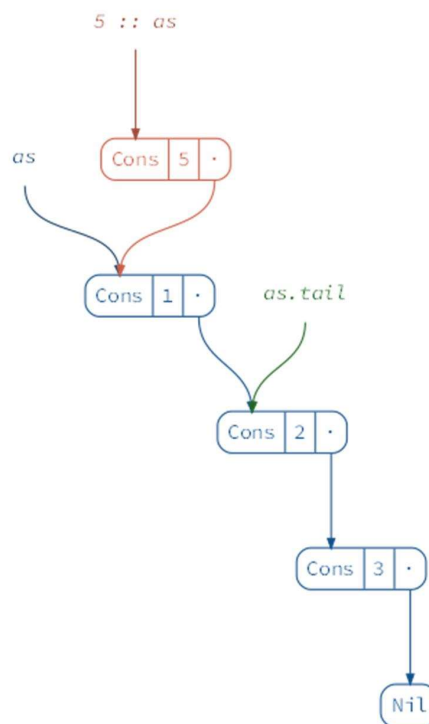 5 :: as
as
Cons 5 ·
Cons 1 ·
as.tail
Cons 2 ·
Cons 3 ·
Nil